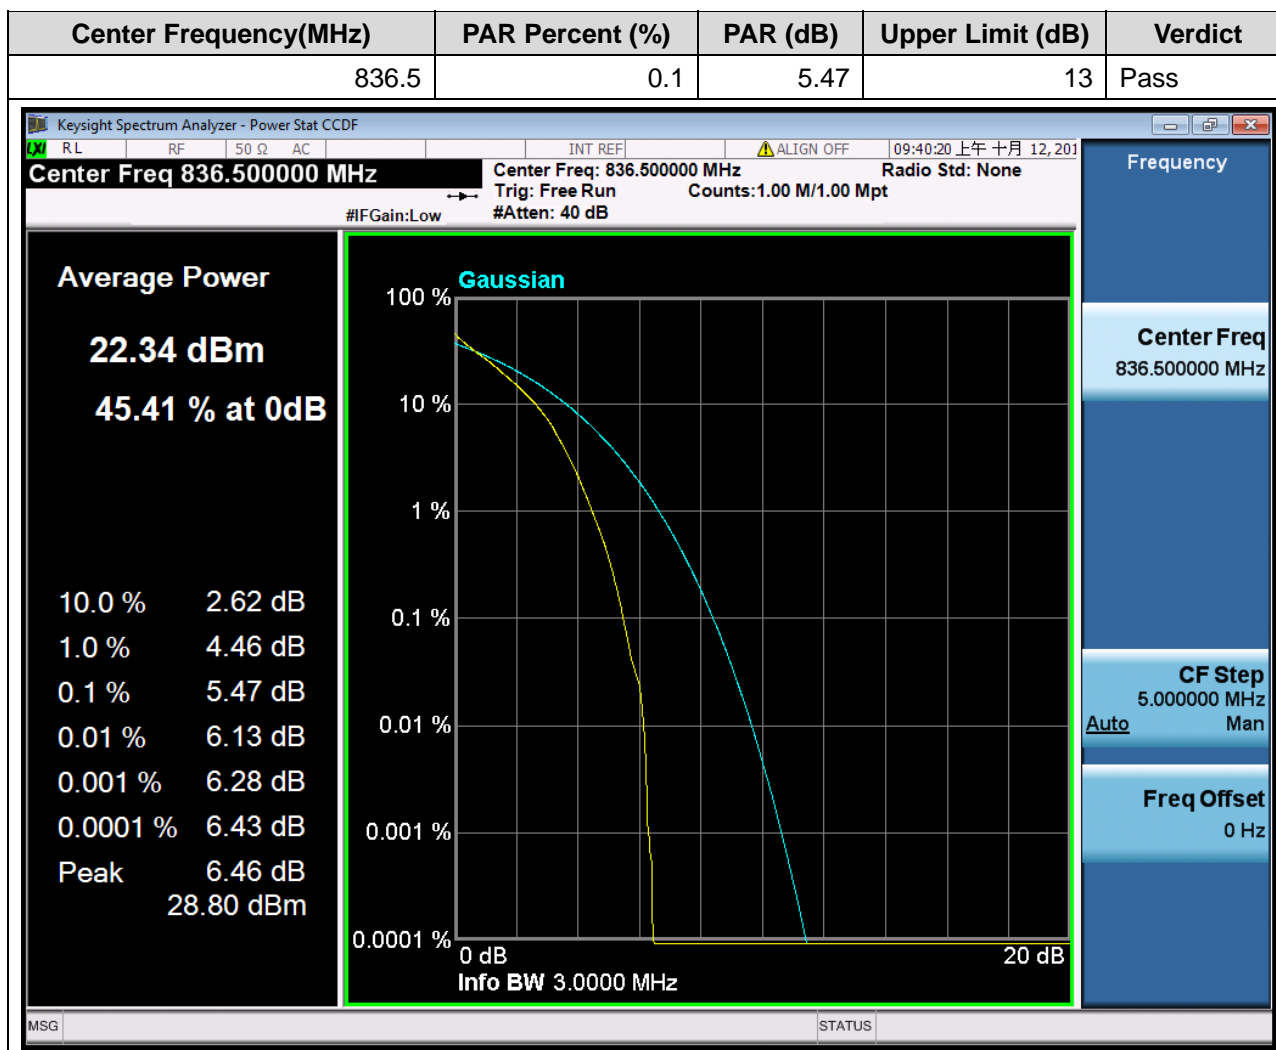 Center Frequency(MHz) PAR Percent (%) PAR (dB) Upper Limit (dB) Verdict
836.5 0.1 5.47 13 Pass
Keysight Spectrum Analyzer - Power Stat CCDF
LXI RL RF 50 Ω AC INT REF ALIGN OFF 09:40:20 上午 十月 12, 201
Center Freq 836.500000 MHz
Center Freq: 836.500000 MHz Radio Std: None
Trig: Free Run Counts:1.00 M/1.00 Mpt
#IFGain:Low #Atten: 40 dB
Frequency
Average Power
22.34 dBm
45.41 % at 0dB
10.0 % 2.62 dB
1.0 % 4.46 dB
0.1 % 5.47 dB
0.01 % 6.13 dB
0.001 % 6.28 dB
0.0001 % 6.43 dB
Peak 6.46 dB
28.80 dBm
Gaussian
100 %
10 %
1 %
0.1 %
0.01 %
0.001 %
0.0001 %
0 dB 20 dB
Info BW 3.0000 MHz
Center Freq
836.500000 MHz
CF Step
5.000000 MHz
Auto Man
Freq Offset
0 Hz
MSG STATUS